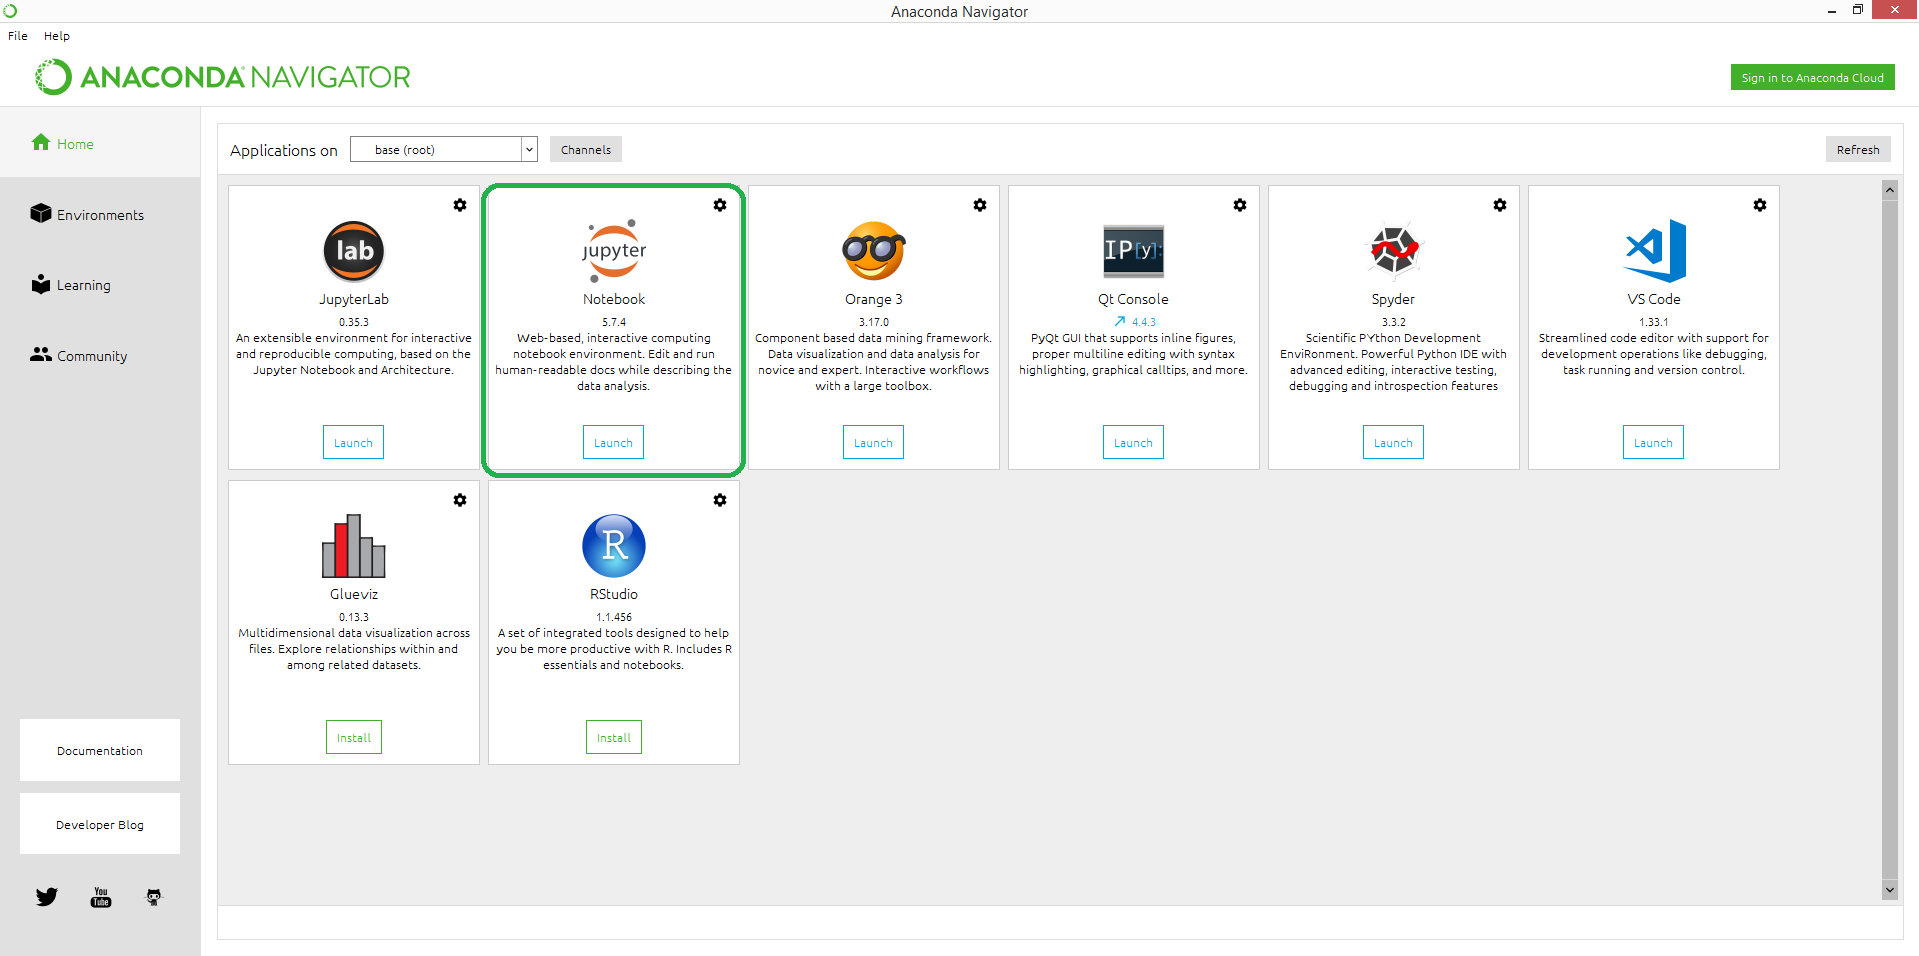 Anaconda Navigator
File Help
ANACONDA NAVIGATOR
Sign in to Anaconda Cloud
Home
Environments
Learning
Community
Documentation
Developer Blog
You
Tube
Applications on base (root) Channels Refresh
lab
JupyterLab
0.35.3
An extensible environment for interactive
and reproducible computing, based on the
Jupyter Notebook and Architecture.
Launch
jupyter
Notebook
5.7.4
Web-based, interactive computing
notebook environment. Edit and run
human-readable docs while describing the
data analysis.
Launch
Orange 3
3.17.0
Component based data mining framework.
Data visualization and data analysis for
novice and expert. Interactive workflows
with a large toolbox.
Launch
IP[y]:
Qt Console
4.4.3
PyQt GUI that supports inline figures,
proper multiline editing with syntax
highlighting, graphical calltips, and more.
Launch
Spyder
3.3.2
Scientific PYthon Development
EnviRonment. Powerful Python IDE with
advanced editing, interactive testing,
debugging and introspection features
Launch
VS Code
1.33.1
Streamlined code editor with support for
development operations like debugging,
task running and version control.
Launch
Glueviz
0.13.3
Multidimensional data visualization across
files. Explore relationships within and
among related datasets.
Install
R
RStudio
1.1.456
A set of integrated tools designed to help
you be more productive with R. Includes R
essentials and notebooks.
Install